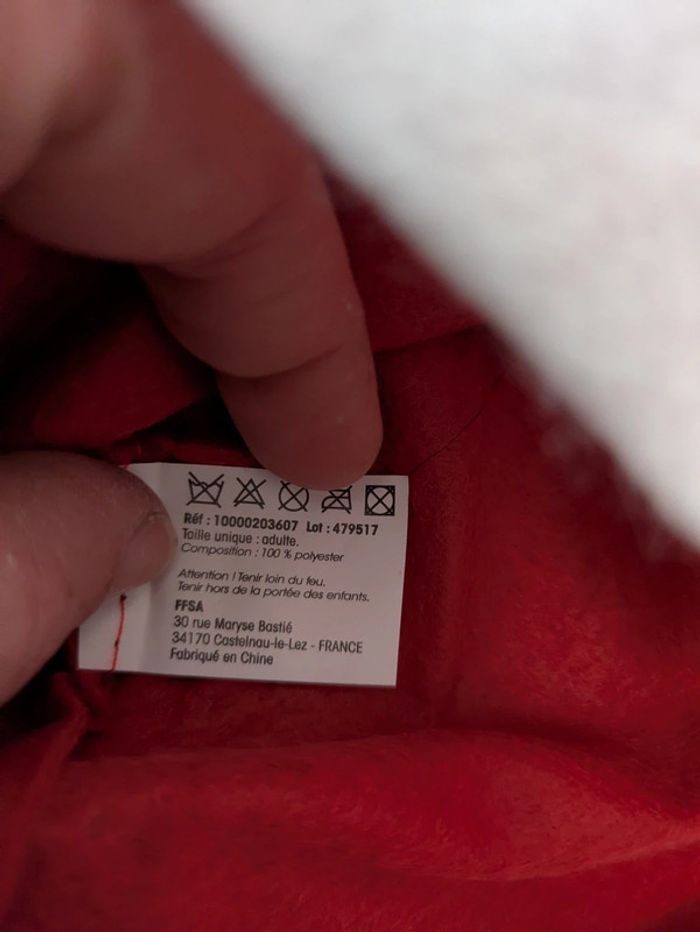 Réf : 10000203607 Lot : 479517
Taille unique : adulte.
Composition : 100 % polyester
Attention ! Tenir loin du feu.
Tenir hors de la portée des enfants.
FFSA
30 rue Maryse Bastié
34170 Castelnau-le-Lez - FRANCE
Fabriqué en Chine